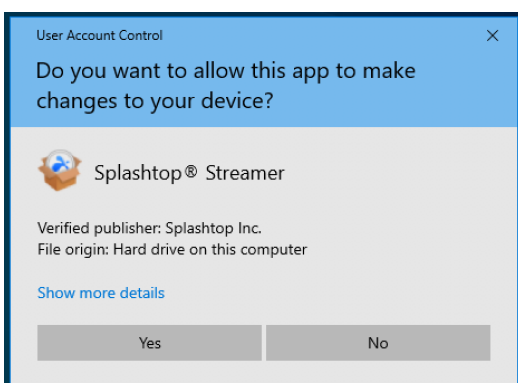 User Account Control
Do you want to allow this app to make
changes to your device?
Splashtop® Streamer
Verified publisher: Splashtop Inc.
File origin: Hard drive on this computer
Show more details
Yes
No